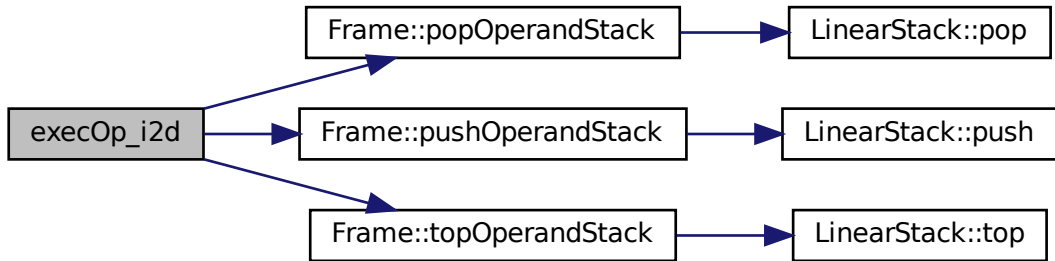 Frame::popOperandStack
LinearStack::pop
execOp_i2d
Frame::pushOperandStack
LinearStack::push
Frame::topOperandStack
LinearStack::top